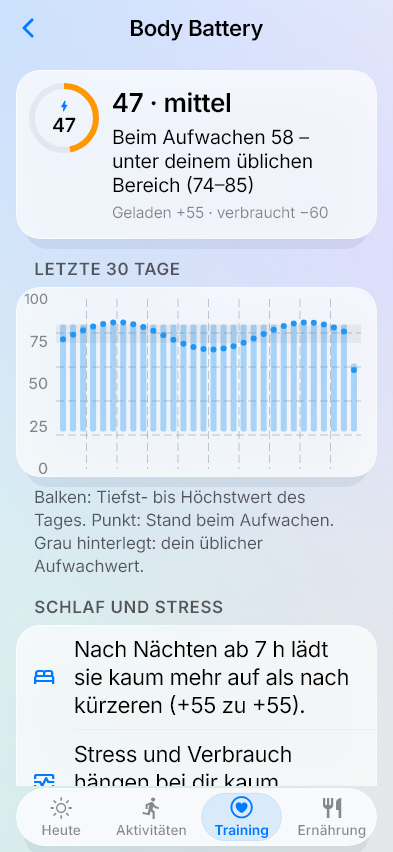 Body Battery
47
47 · mittel
Beim Aufwachen 58 –
unter deinem üblichen
Bereich (74–85)
Geladen +55 · verbraucht −60
LETZTE 30 TAGE
100
75
50
25
0
Balken: Tiefst- bis Höchstwert des
Tages. Punkt: Stand beim Aufwachen.
Grau hinterlegt: dein üblicher
Aufwachwert.
SCHLAF UND STRESS
Nach Nächten ab 7 h lädt
sie kaum mehr auf als nach
kürzeren (+55 zu +55).
Stress und Verbrauch
hängen bei dir kaum
Heute
Aktivitäten
Training
Ernährung